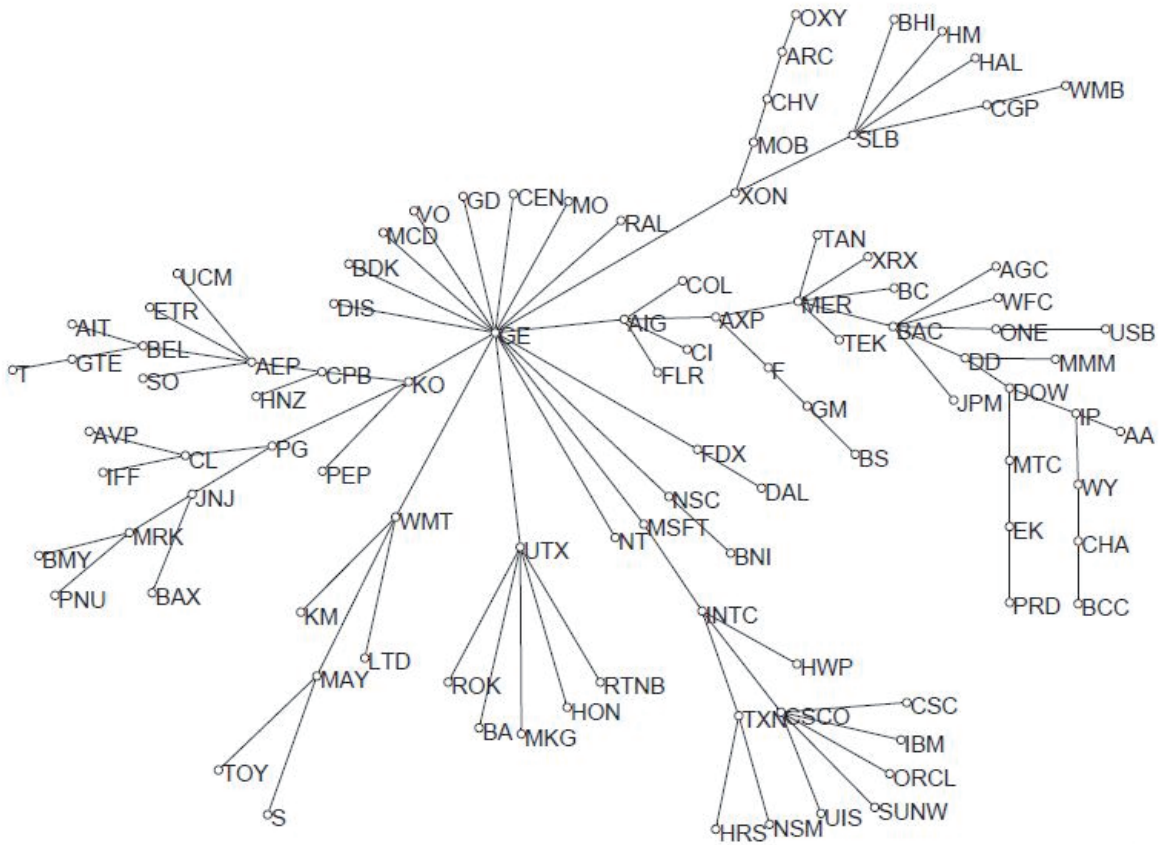 OXY
BHI
HM
ARC
HAL
WMB
CHV
CGP
MOB
SLB
XON
GD
CEN
MO
VO
RAL
MCD
TAN
BDK
XRX
AGC
UCM
COL
BC
WFC
ETR
DIS
MER
AIT
GE
AIG
AXP
BAC
ONE
USB
BEL
TEK
GTE
AEP
CI
DD
MMM
T
SO
CPB
FLR
F
KO
DOW
HNZ
JPM
GM
IP
AVP
AA
PG
FDX
BS
CL
IFF
PEP
MTC
JNJ
DAL
NSC
WY
WMT
MSFT
MRK
NT
EK
BMY
UTX
BNI
CHA
PNU
BAX
KM
INTC
PRD
BCC
LTD
HWP
MAY
ROK
RTNB
HON
CSC
BA
MKG
TXN
CSCO
IBM
TOY
ORCL
S
HRS
NSM
UIS
SUNW